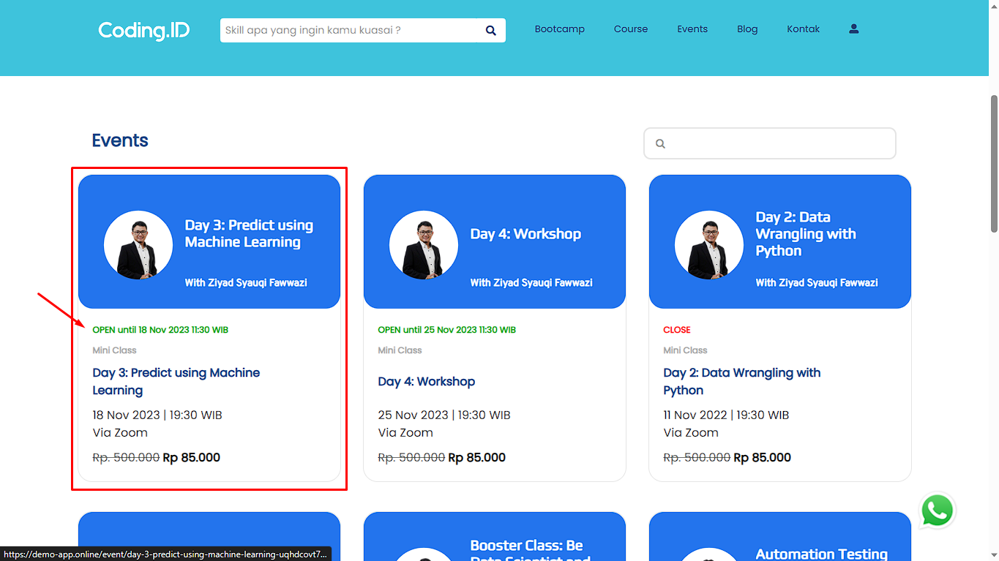 Coding.ID
Skill apa yang ingin kamu kuasai ?
Bootcamp
Course
Events
Blog
Kontak
Events
Day 3: Predict using
Machine Learning
With Ziyad Syauqi Fawwazi
OPEN until 18 Nov 2023 11:30 WIB
Mini Class
Day 3: Predict using Machine
Learning
18 Nov 2023 | 19:30 WIB
Via Zoom
Rp. 500.000 Rp 85.000
Day 4: Workshop
With Ziyad Syauqi Fawwazi
OPEN until 25 Nov 2023 11:30 WIB
Mini Class
Day 4: Workshop
25 Nov 2023 | 19:30 WIB
Via Zoom
Rp. 500.000 Rp 85.000
Day 2: Data
Wrangling with
Python
With Ziyad Syauqi Fawwazi
CLOSE
Mini Class
Day 2: Data Wrangling with
Python
11 Nov 2022 | 19:30 WIB
Via Zoom
Rp. 500.000 Rp 85.000
Booster Class: Be
Data Scientist and
Automation Testing
https://demo-app.online/event/day-3-predict-using-machine-learning-uqhdcovt7...